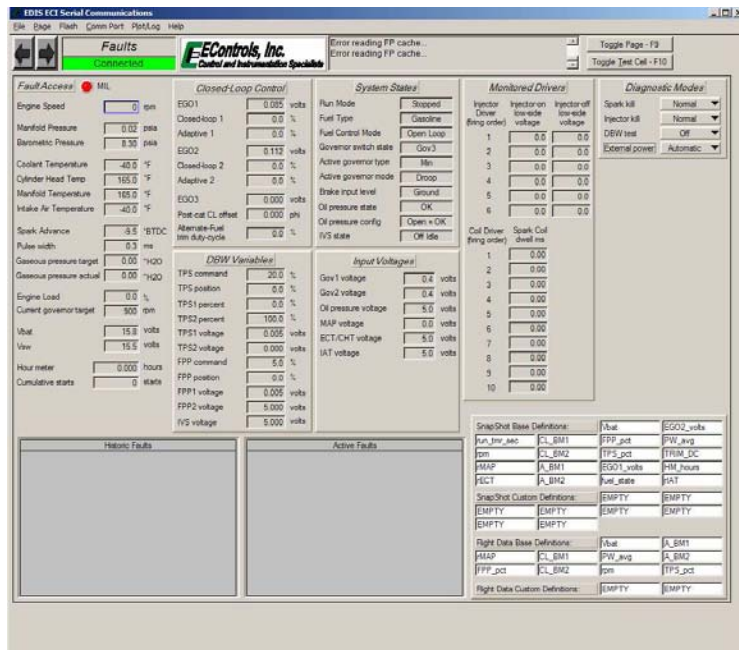 EDIS ECI Serial Communications
File Page Flash Comm Port Plot/Log Help
Faults
Connected
EControls, Inc.
Control and Instrumentation Specialists
Error reading FP cache...
Error reading FP cache...
Toggle Page - F9
Toggle Test Cell - F10
Fault Access MIL
Engine Speed 0 rpm
Manifold Pressure 0.02 psia
Barometric Pressure 8.30 psia
Coolant Temperature -40.0 °F
Cylinder Head Temp 165.0 °F
Manifold Temperature 165.0 °F
Intake Air Temperature -40.0 °F
Spark Advance -9.5 °BTDC
Pulse width 0.3 ms
Gaseous pressure target 0.00 "H2O
Gaseous pressure actual 0.00 "H2O
Engine Load 0.0 %
Current governor target 900 rpm
Vbat 15.8 volts
Vsw 15.5 volts
Hour meter 0.000 hours
Cumulative starts 0 starts
Closed-Loop Control
EGO1 0.085 volts
Closed-loop 1 0.0 %
Adaptive 1 0.0 %
EGO2 0.112 volts
Closed-loop 2 0.0 %
Adaptive 2 0.0 %
EGO3 0.000 volts
Post-cat CL offset 0.000 phi
Alternate-Fuel
trim duty-cycle 0.0 %
DBW Variables
TPS command 20.0 %
TPS position 0.0 %
TPS1 percent 0.0 %
TPS2 percent 100.0 %
TPS1 voltage 0.005 volts
TPS2 voltage 0.000 volts
FPP command 5.0 %
FPP position 0.0 %
FPP1 voltage 0.005 volts
FPP2 voltage 5.000 volts
IVS voltage 5.000 volts
System States
Run Mode Stopped
Fuel Type Gasoline
Fuel Control Mode Open Loop
Governor switch state Gov3
Active governor type Min
Active governor mode Droop
Brake input level Ground
Oil pressure state OK
Oil pressure config Open = OK
IVS state Off Idle
Input Voltages
Gov1 voltage 0.4 volts
Gov2 voltage 0.4 volts
Oil pressure voltage 5.0 volts
MAP voltage 0.0 volts
ECT/CHT voltage 5.0 volts
IAT voltage 5.0 volts
Monitored Drivers
Injector Driver (firing order) Injector-on low-side voltage Injector-off low-side voltage
1 0.0 0.0
2 0.0 0.0
3 0.0 0.0
4 0.0 0.0
5 0.0 0.0
6 0.0 0.0
Coil Driver (firing order) Spark Coil dwell ms
1 0.00
2 0.00
3 0.00
4 0.00
5 0.00
6 0.00
7 0.00
8 0.00
9 0.00
10 0.00
Diagnostic Modes
Spark kill Normal
Injector kill Normal
DBW test Off
External power Automatic
Historic Faults
Active Faults
SnapShot Base Definitions: Vbat EGO2_volts
run_tmr_sec CL_BM1 FPP_pct PW_avg
rpm CL_BM2 TPS_pct TRIM_DC
rMAP A_BM1 EGO1_volts HM_hours
rECT A_BM2 fuel_state rIAT
SnapShot Custom Definitions: EMPTY EMPTY
EMPTY EMPTY EMPTY EMPTY
EMPTY EMPTY
Flight Data Base Definitions: Vbat A_BM1
rMAP CL_BM1 PW_avg A_BM2
FPP_pct CL_BM2 rpm TPS_pct
Flight Data Custom Definitions: EMPTY EMPTY